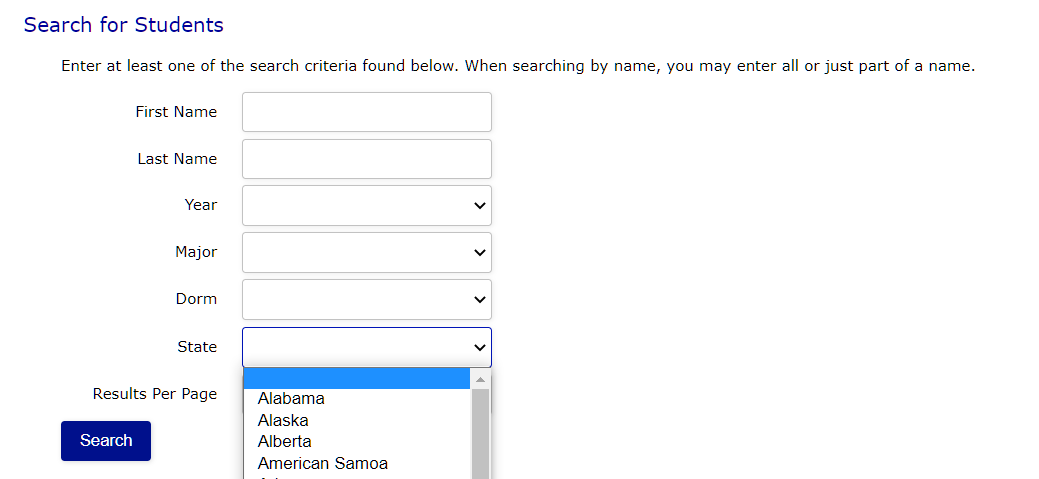 Search for Students
Enter at least one of the search criteria found below. When searching by name, you may enter all or just part of a name.
First Name
Last Name
Year
Major
Dorm
State
Results Per Page
Alabama
Alaska
Alberta
American Samoa
Search